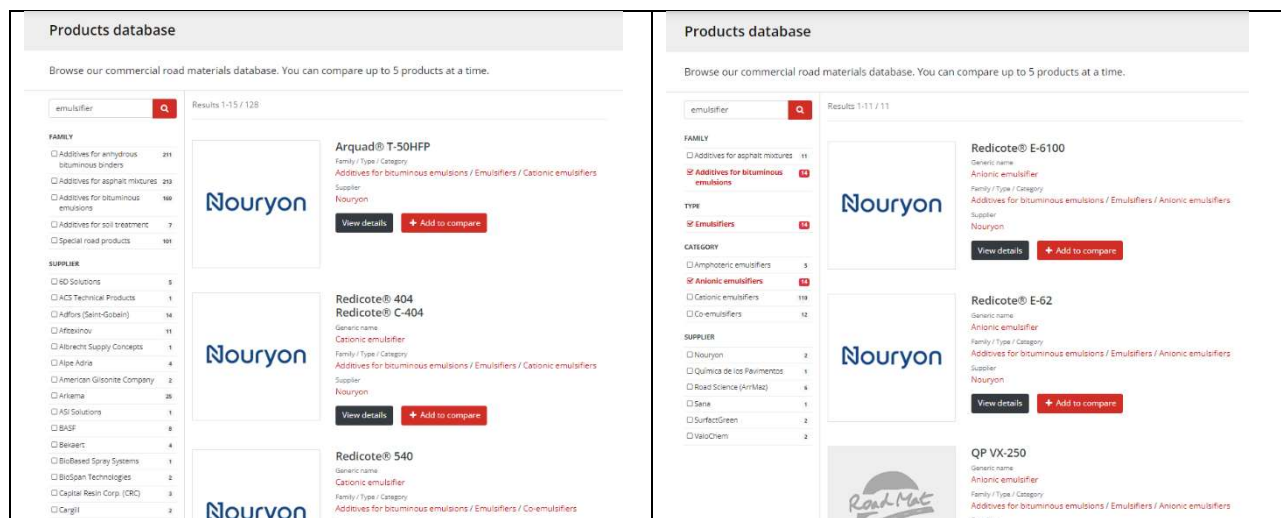 Products database
Browse our commercial road materials database. You can compare up to 5 products at a time.
emulsifier
Results 1-15 / 128
FAMILY
Additives for anhydrous 211
bituminous binders
Additives for asphalt mixtures 213
Additives for bituminous 169
emulsions
Additives for soil treatment 7
Special road products 101
SUPPLIER
6D Solutions 5
ACS Technical Products 1
Adfors (Saint-Gobain) 14
Afitexinov 11
Albrecht Supply Concepts 1
Alpe Adria 4
American Gilsonite Company 2
Arkema 25
ASI Solutions 1
BASF
Bekaert 4
BioBased Spray Systems 1
BioSpan Technologies 2
Capital Resin Corp. (CRC) 3
Cargill 2
Nouryon
Arquad® T-50HFP
Family / Type / Category
Additives for bituminous emulsions / Emulsifiers / Cationic emulsifiers
Supplier
Nouryon
View details
+ Add to compare
Nouryon
Redicote® 404
Redicote® C-404
Generic name
Cationic emulsifier
Family / Type / Category
Additives for bituminous emulsions / Emulsifiers / Cationic emulsifiers
Supplier
Nouryon
View details
+ Add to compare
Nouryon
Redicote® 540
Generic name
Cationic emulsifier
Family / Type / Category
Additives for bituminous emulsions / Emulsifiers / Co-emulsifiers
Products database
Browse our commercial road materials database. You can compare up to 5 products at a time.
emulsifier
Results 1-11 / 11
FAMILY
Additives for asphalt mixtures 11
Additives for bituminous 14
emulsions
TYPE
Emulsifiers 14
CATEGORY
Amphoteric emulsifiers 5
Anionic emulsifiers 14
Cationic emulsifiers 119
Co-emulsifiers 12
SUPPLIER
Nouryon 2
Química de los Pavimentos 1
Road Science (ArrMaz)
Saria 1
SurfactGreen 2
ValoChem 2
Nouryon
Redicote® E-6100
Generic name
Anionic emulsifier
Family / Type / Category
Additives for bituminous emulsions / Emulsifiers / Anionic emulsifiers
Supplier
Nouryon
View details
+ Add to compare
Nouryon
Redicote® E-62
Generic name
Anionic emulsifier
Family / Type / Category
Additives for bituminous emulsions / Emulsifiers / Anionic emulsifiers
Supplier
Nouryon
View details
+ Add to compare
Road Mat
QP VX-250
Generic name
Anionic emulsifier
Family / Type / Category
Additives for bituminous emulsions / Emulsifiers / Anionic emulsifiers